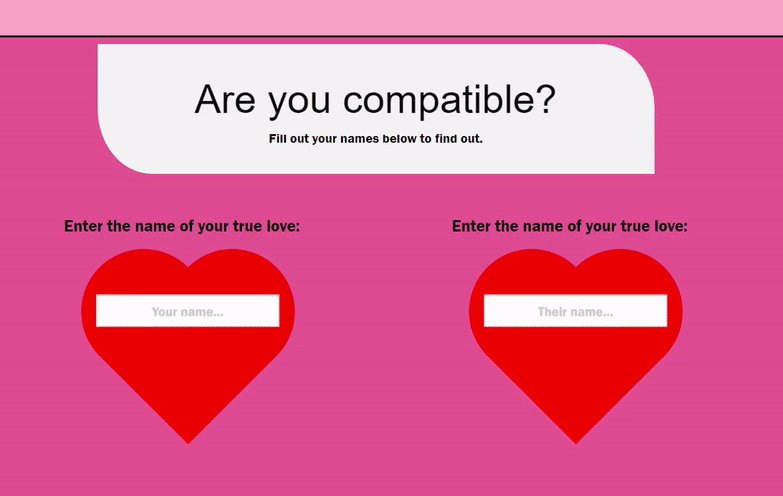 Are you compatible?
Fill out your names below to find out.
Enter the name of your true love:
Your name...
Enter the name of your true love:
Their name...